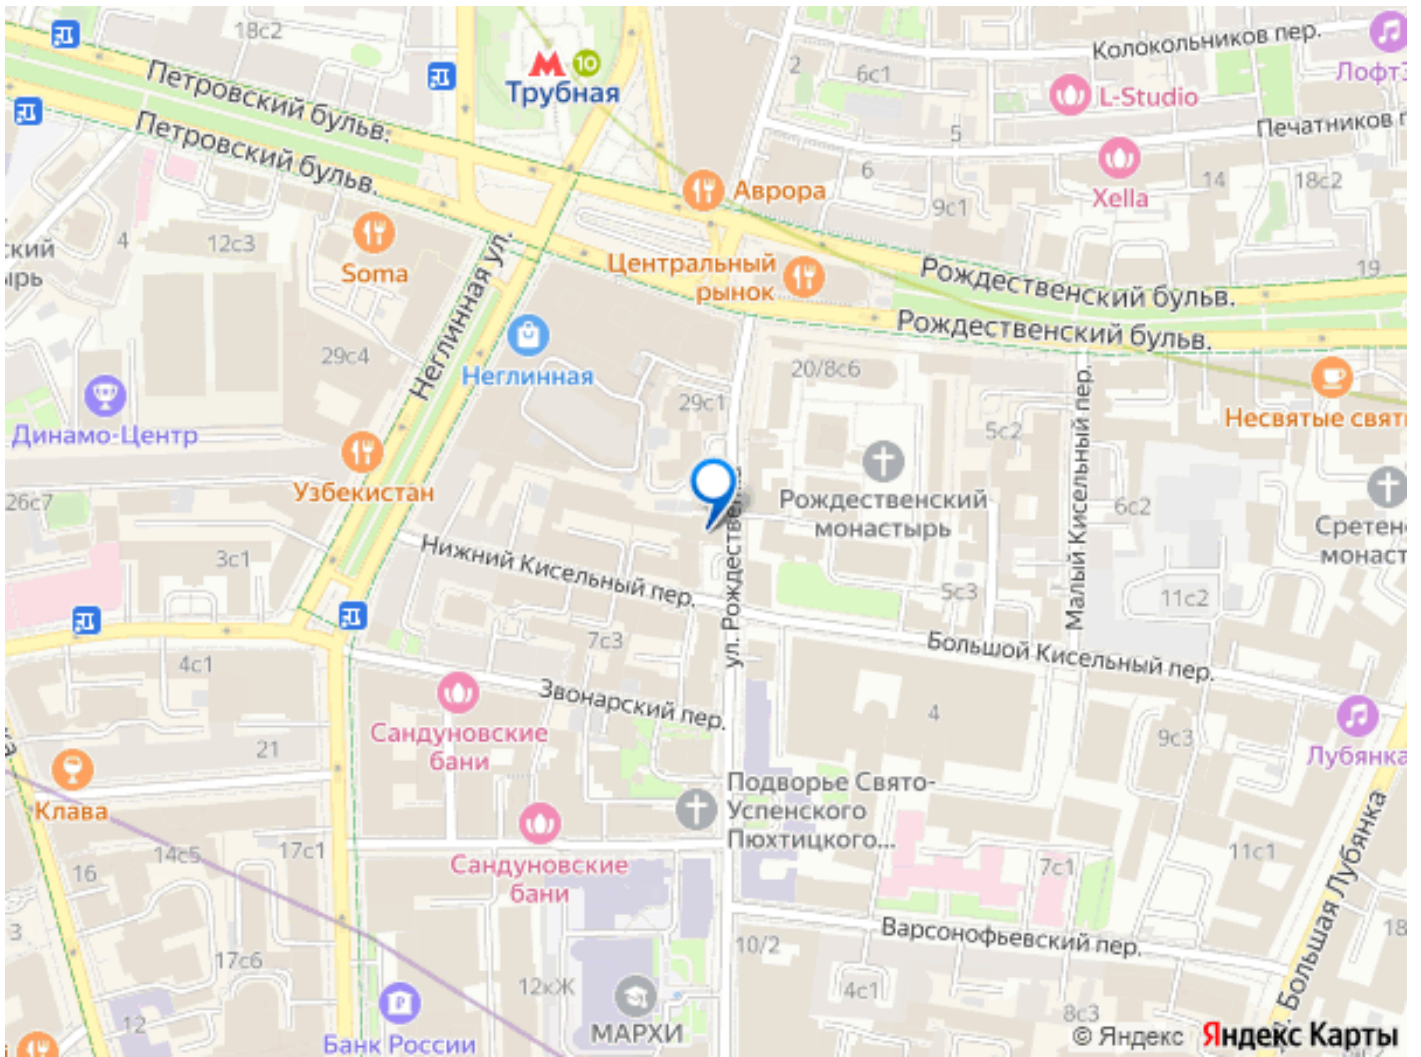 18с2
Колокольников пер.
Лофт
2
6с1
10
Трубная
L-Studio
Петровский бульв.
Петровский бульв.
5
Печатников
6
Xella
14
18с2
Аврора
9с1
4
12с3
ский
ырь
Soma
Неглинная ул.
Центральный
рынок
Рождественский бульв.
19
Рождественский бульв.
29с4
Неглинная
20/8с6
29с1
Малый Кисельный пер.
Несвятые свят
Динамо-Центр
5с2
Узбекистан
Рождественский
монастырь
26с7
6с2
Сретен
монаст
3с1
Нижний Кисельный пер.
ул. Рождественка
5с3
11с2
7с3
Большой Кисельный пер.
4с1
Звонарский пер.
4
Сандуновские
бани
21
9с3
Лубянка
Клава
Подворье Свято-
Успенского
Пюхтицкого...
Сандуновские
бани
14с5
17с1
16
7с1
11с1
Большая Лубянка
3
10/2
Варсонофьевский пер.
18
17с6
12кЖ
4с1
12
МАРХИ
8с3
Банк России
© Яндекс Яндекс Карты